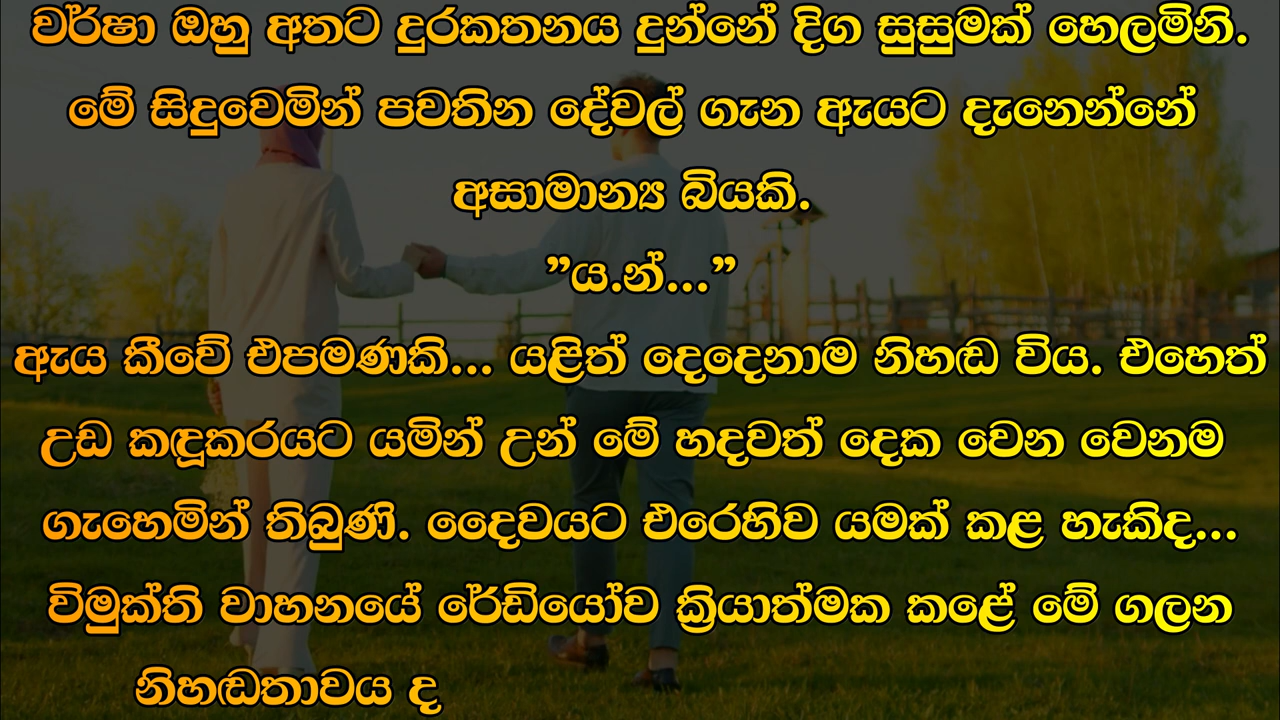 වර්ෂා ඔහු අතට දුරකතනය දුන්නේ දිග සුසුමක් හෙලමිනි.
මේ සිදුවෙමින් පවතින දේවල් ගැන ඇයට දැනෙන්නේ
අසාමාන්‍ය බියකි.
”ය.න්...”
ඇය කීවේ එපමණකි... යළිත් දෙදෙනාම නිහඬ විය. එහෙත්
උඩ කඳූකරයට යමින් උන් මේ හදවත් දෙක වෙන වෙනම
ගැහෙමින් තිබුණි. දෛවයට එරෙහිව යමක් කළ හැකිද...
විමුක්ති වාහනයේ රේඩියෝව ක්‍රියාත්මක කළේ මේ ගලන
නිහඬතාවය ද